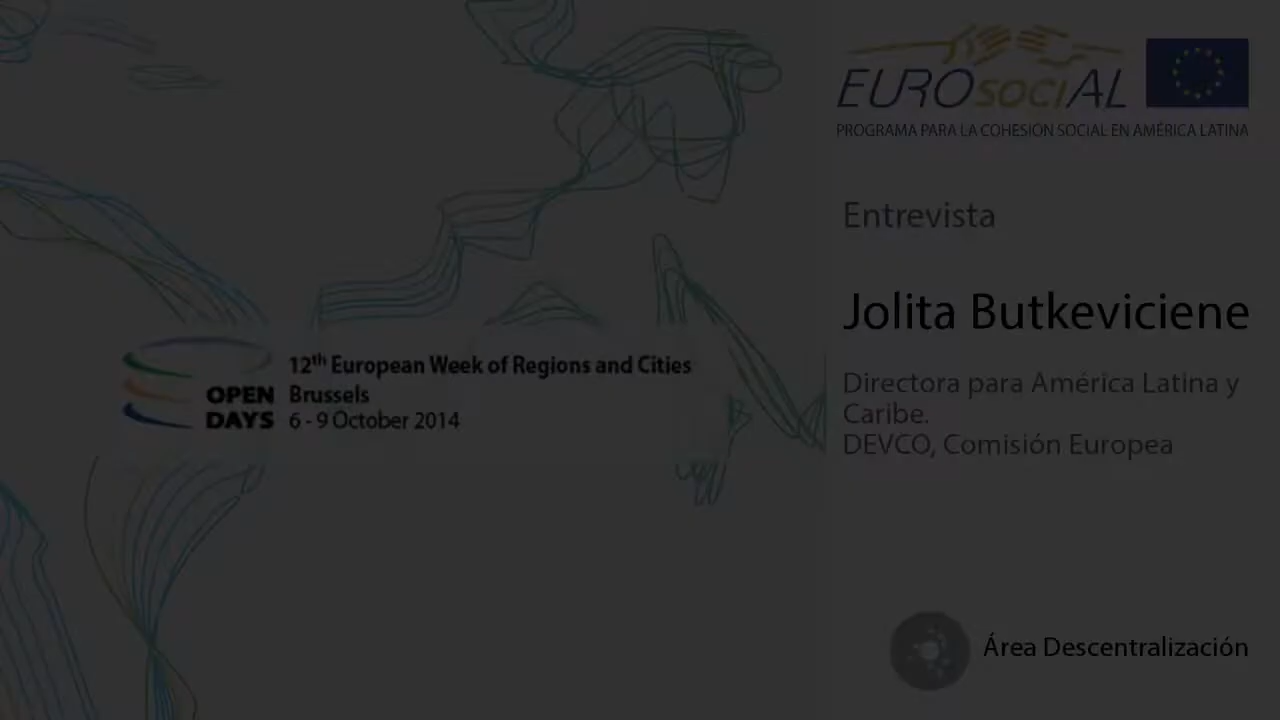 EUROsociAL
PROGRAMA PARA LA COHESION SOCIAL EN AMÉRICA LATINA
Entrevista
Jolita Butkeviciene
Directora para América Latina y
Caribe.
DEVCO, Comisión Europea
OPEN
DAYS
12th European Week of Regions and Cities
Brussels
6 - 9 October 2014
Área Descentralización